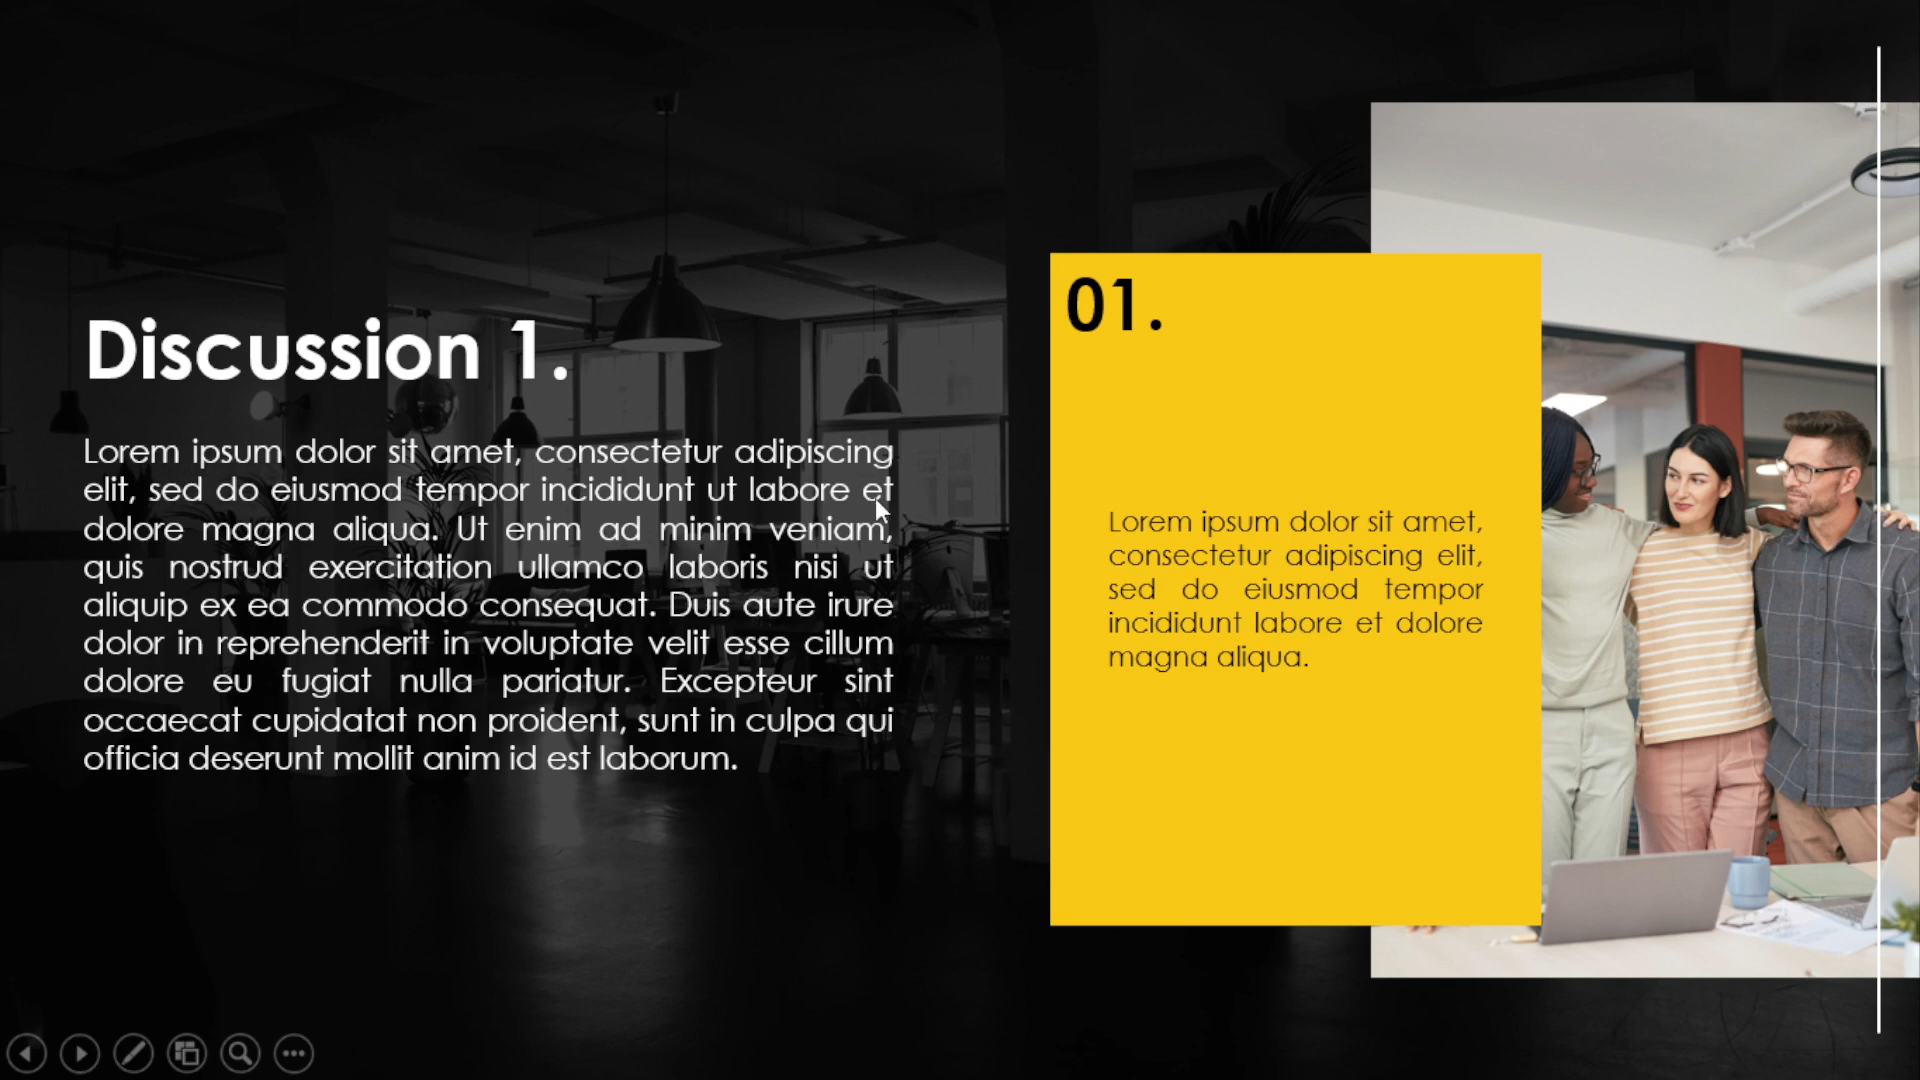 Discussion 1.
Lorem ipsum dolor sit amet, consectetur adipiscing
elit, sed do eiusmod tempor incididunt ut labore et
dolore magna aliqua. Ut enim ad minim veniam,
quis nostrud exercitation ullamco laboris nisi ut
aliquip ex ea commodo consequat. Duis aute irure
dolor in reprehenderit in voluptate velit esse cillum
dolore eu fugiat nulla pariatur. Excepteur sint
occaecat cupidatat non proident, sunt in culpa qui
officia deserunt mollit anim id est laborum.
01.
Lorem ipsum dolor sit amet,
consectetur adipiscing elit,
sed do eiusmod tempor
incididunt labore et dolore
magna aliqua.